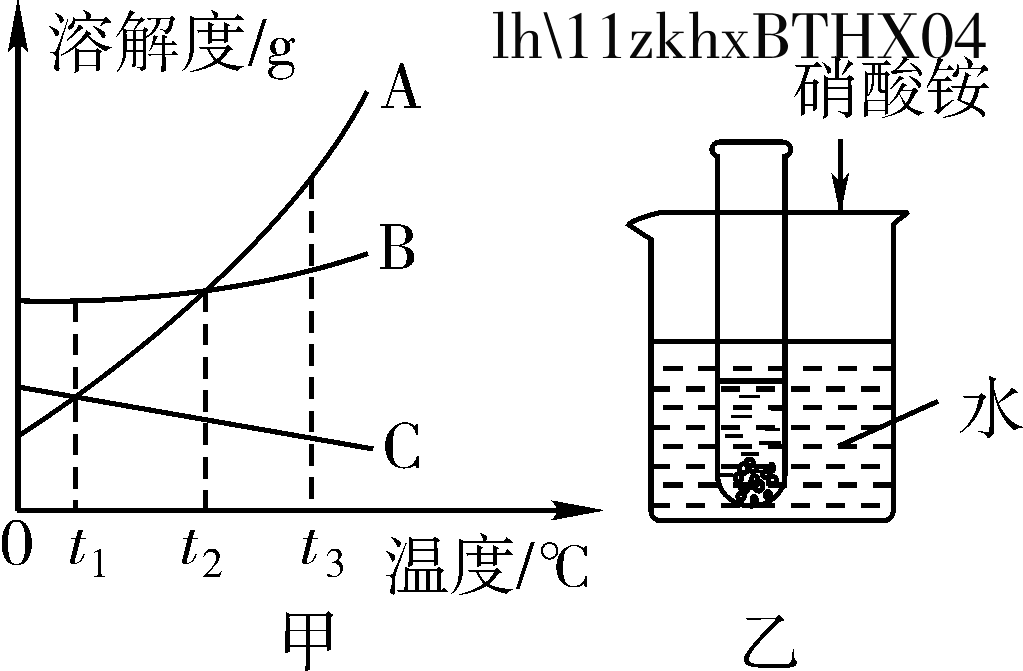 溶解度/g
lh\11zkhxBTHX04
硝酸铵
A
B
C
水
0 t₁ t₂ t₃ 温度/℃
甲 乙